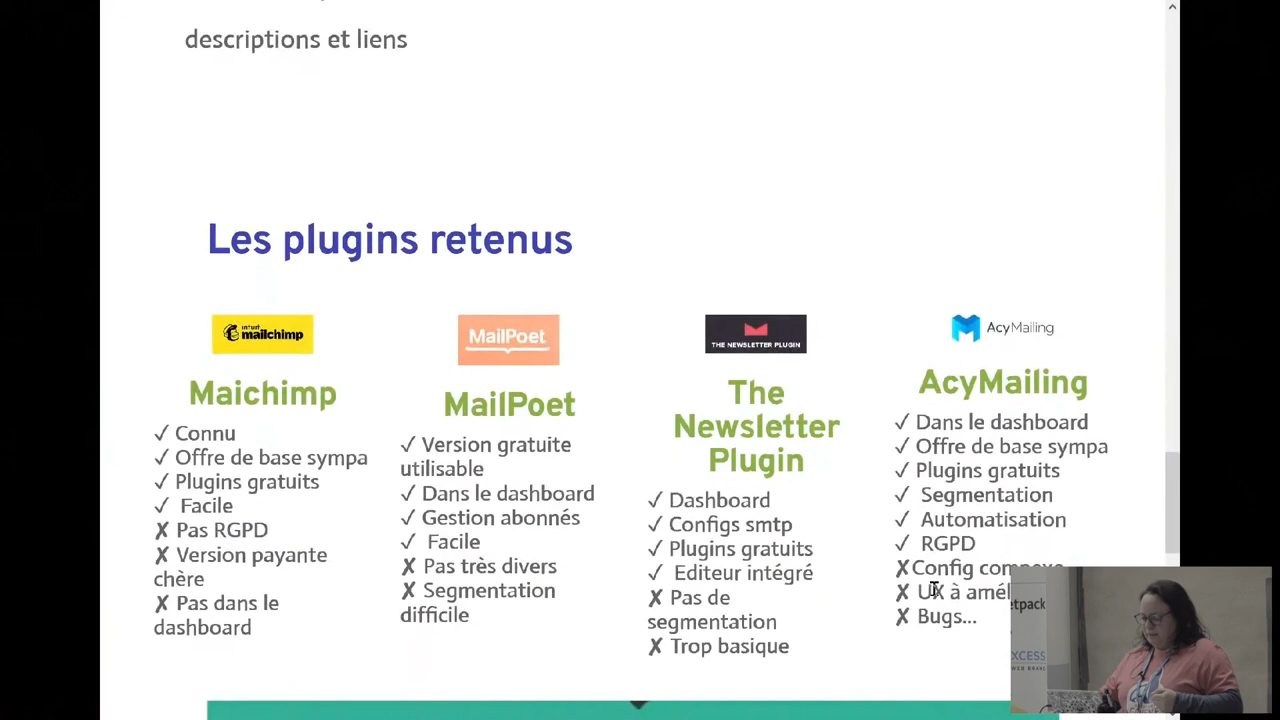 descriptions et liens
Les plugins retenus
intuit
mailchimp
Maichimp
✓ Connu
✓ Offre de base sympa
✓ Plugins gratuits
✓ Facile
✗ Pas RGPD
✗ Version payante
chère
✗ Pas dans le
dashboard
MailPoet
MailPoet
✓ Version gratuite
utilisable
✓ Dans le dashboard
✓ Gestion abonnés
✓ Facile
✗ Pas très divers
✗ Segmentation
difficile
THE NEWSLETTER PLUGIN
The
Newsletter
Plugin
✓ Dashboard
✓ Configs smtp
✓ Plugins gratuits
✓ Editeur intégré
✗ Pas de
segmentation
✗ Trop basique
AcyMailing
AcyMailing
✓ Dans le dashboard
✓ Offre de base sympa
✓ Plugins gratuits
✓ Segmentation
✓ Automatisation
✓ RGPD
✗Config
✗ UX à amél
✗ Bugs...
etpack
XCESS